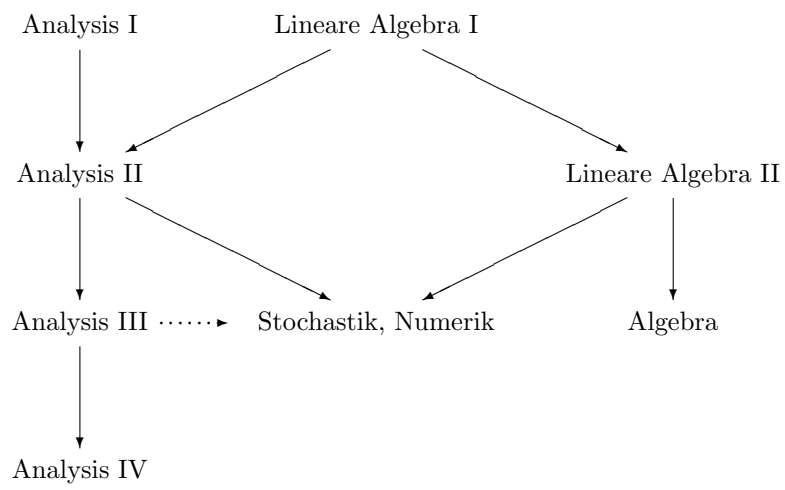 Analysis I
Lineare Algebra I
Analysis II
Lineare Algebra II
Analysis III
Stochastik, Numerik
Algebra
Analysis IV